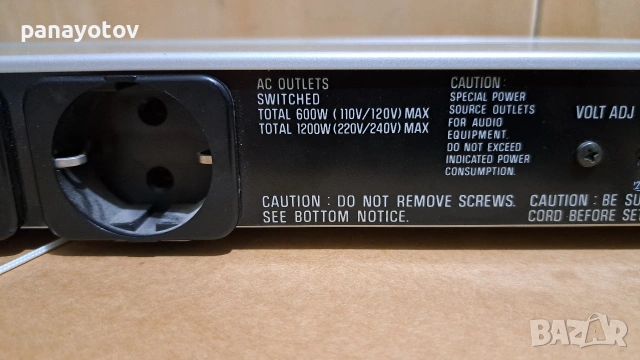 panayotov
AC OUTLETS
SWITCHED
TOTAL 600W (110V/120V) MAX
TOTAL 1200W (220V/240V) MAX
CAUTION:
SPECIAL POWER
SOURCE OUTLETS
FOR AUDIO
EQUIPMENT.
DO NOT EXCEED
INDICATED POWER
CONSUMPTION.
VOLT ADJ
CAUTION : DO NOT REMOVE SCREWS.
SEE BOTTOM NOTICE.
CAUTION : BE SU
CORD BEFORE SET
BAZAR